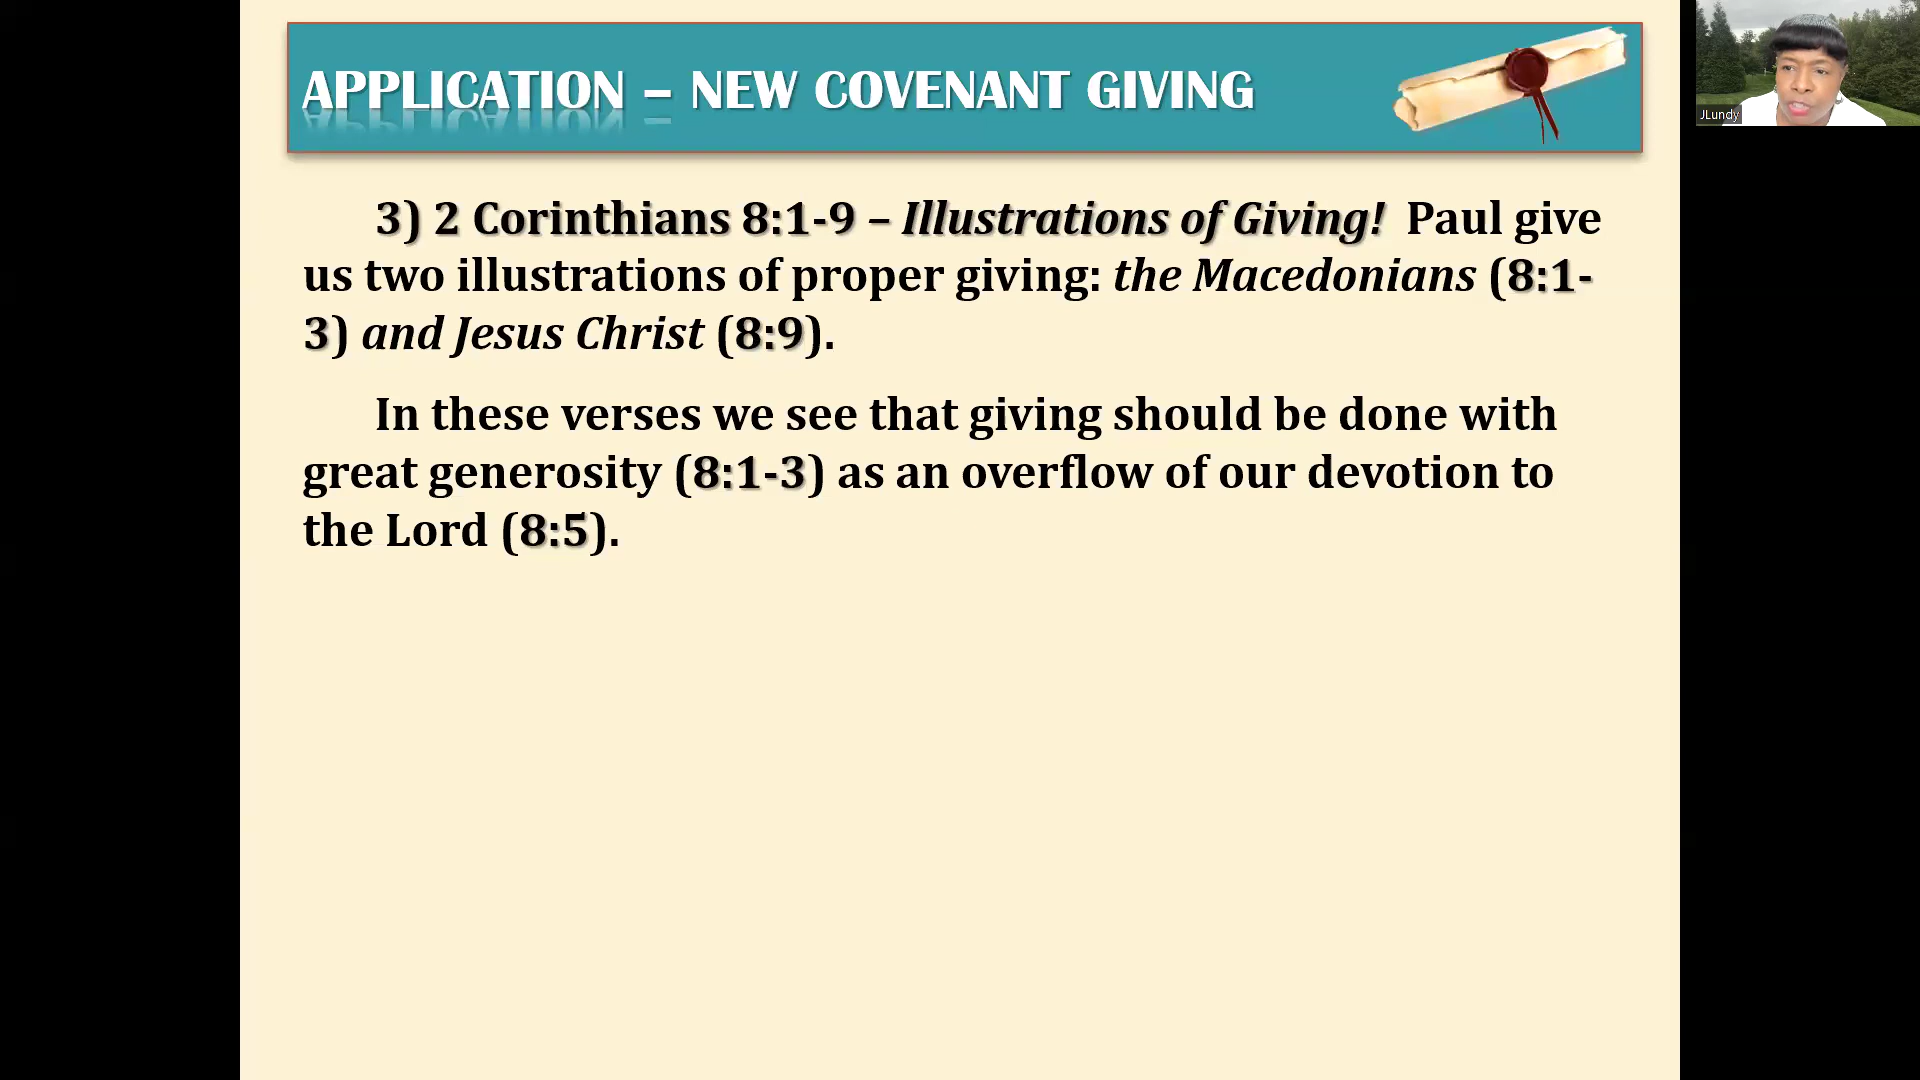 APPLICATION – NEW COVENANT GIVING
JLundy
3) 2 Corinthians 8:1-9 – Illustrations of Giving! Paul give
us two illustrations of proper giving: the Macedonians (8:1-
3) and Jesus Christ (8:9).
In these verses we see that giving should be done with
great generosity (8:1-3) as an overflow of our devotion to
the Lord (8:5).